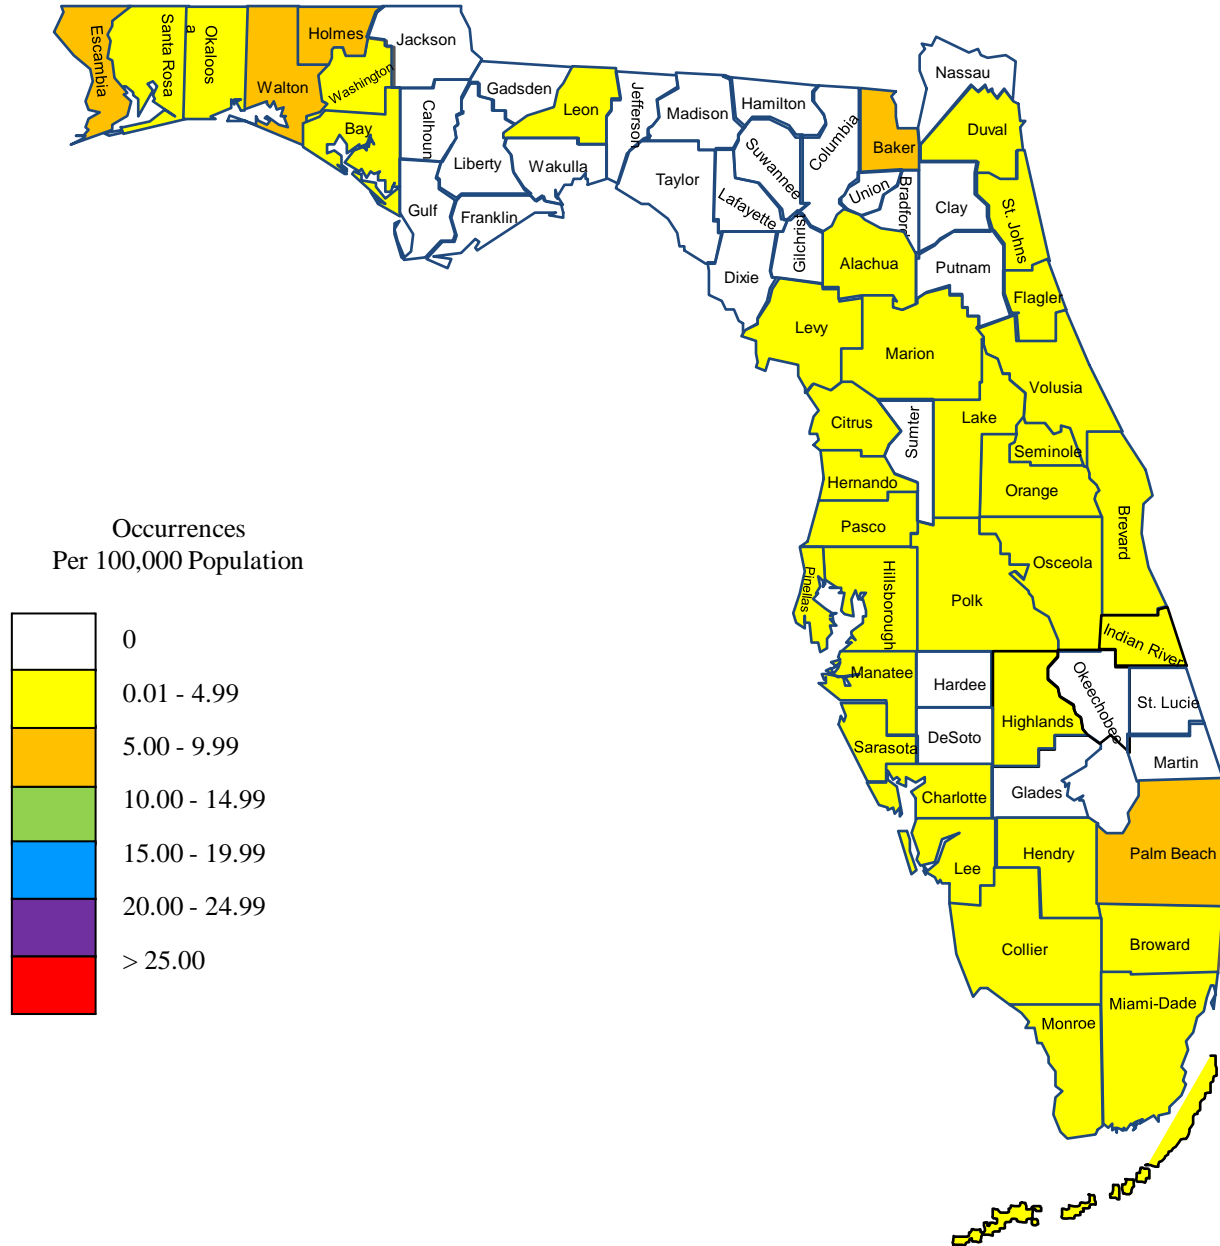 Escambia
Santa Rosa
Okaloos
a
Walton
Holmes
Washington
Bay
Jackson
Calhoun
Gulf
Gadsden
Liberty
Franklin
Leon
Wakulla
Jefferson
Madison
Taylor
Hamilton
Suwannee
Lafayette
Dixie
Columbia
Gilchrist
Baker
Union
Bradford
Nassau
Duval
Clay
St. Johns
Alachua
Putnam
Flagler
Levy
Marion
Volusia
Citrus
Sumter
Lake
Seminole
Hernando
Orange
Pasco
Brevard
Osceola
Pinellas
Hillsborough
Polk
Indian River
Manatee
Hardee
Highlands
Okeechobee
St. Lucie
Sarasota
DeSoto
Martin
Charlotte
Glades
Lee
Hendry
Palm Beach
Collier
Broward
Monroe
Miami-Dade
Occurrences
Per 100,000 Population
0
0.01 - 4.99
5.00 - 9.99
10.00 - 14.99
15.00 - 19.99
20.00 - 24.99
> 25.00